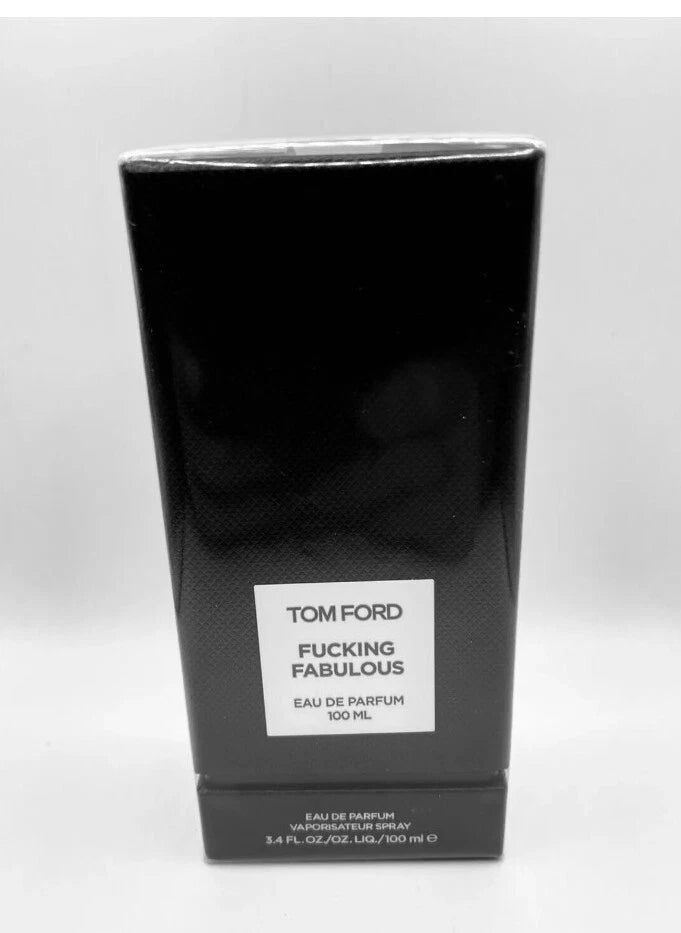 TOM FORD
FUCKING
FABULOUS
EAU DE PARFUM
100 ML
EAU DE PARFUM
VAPORISATEUR SPRAY
3.4 FL.OZ./OZ. LIQ./100 ml ℮